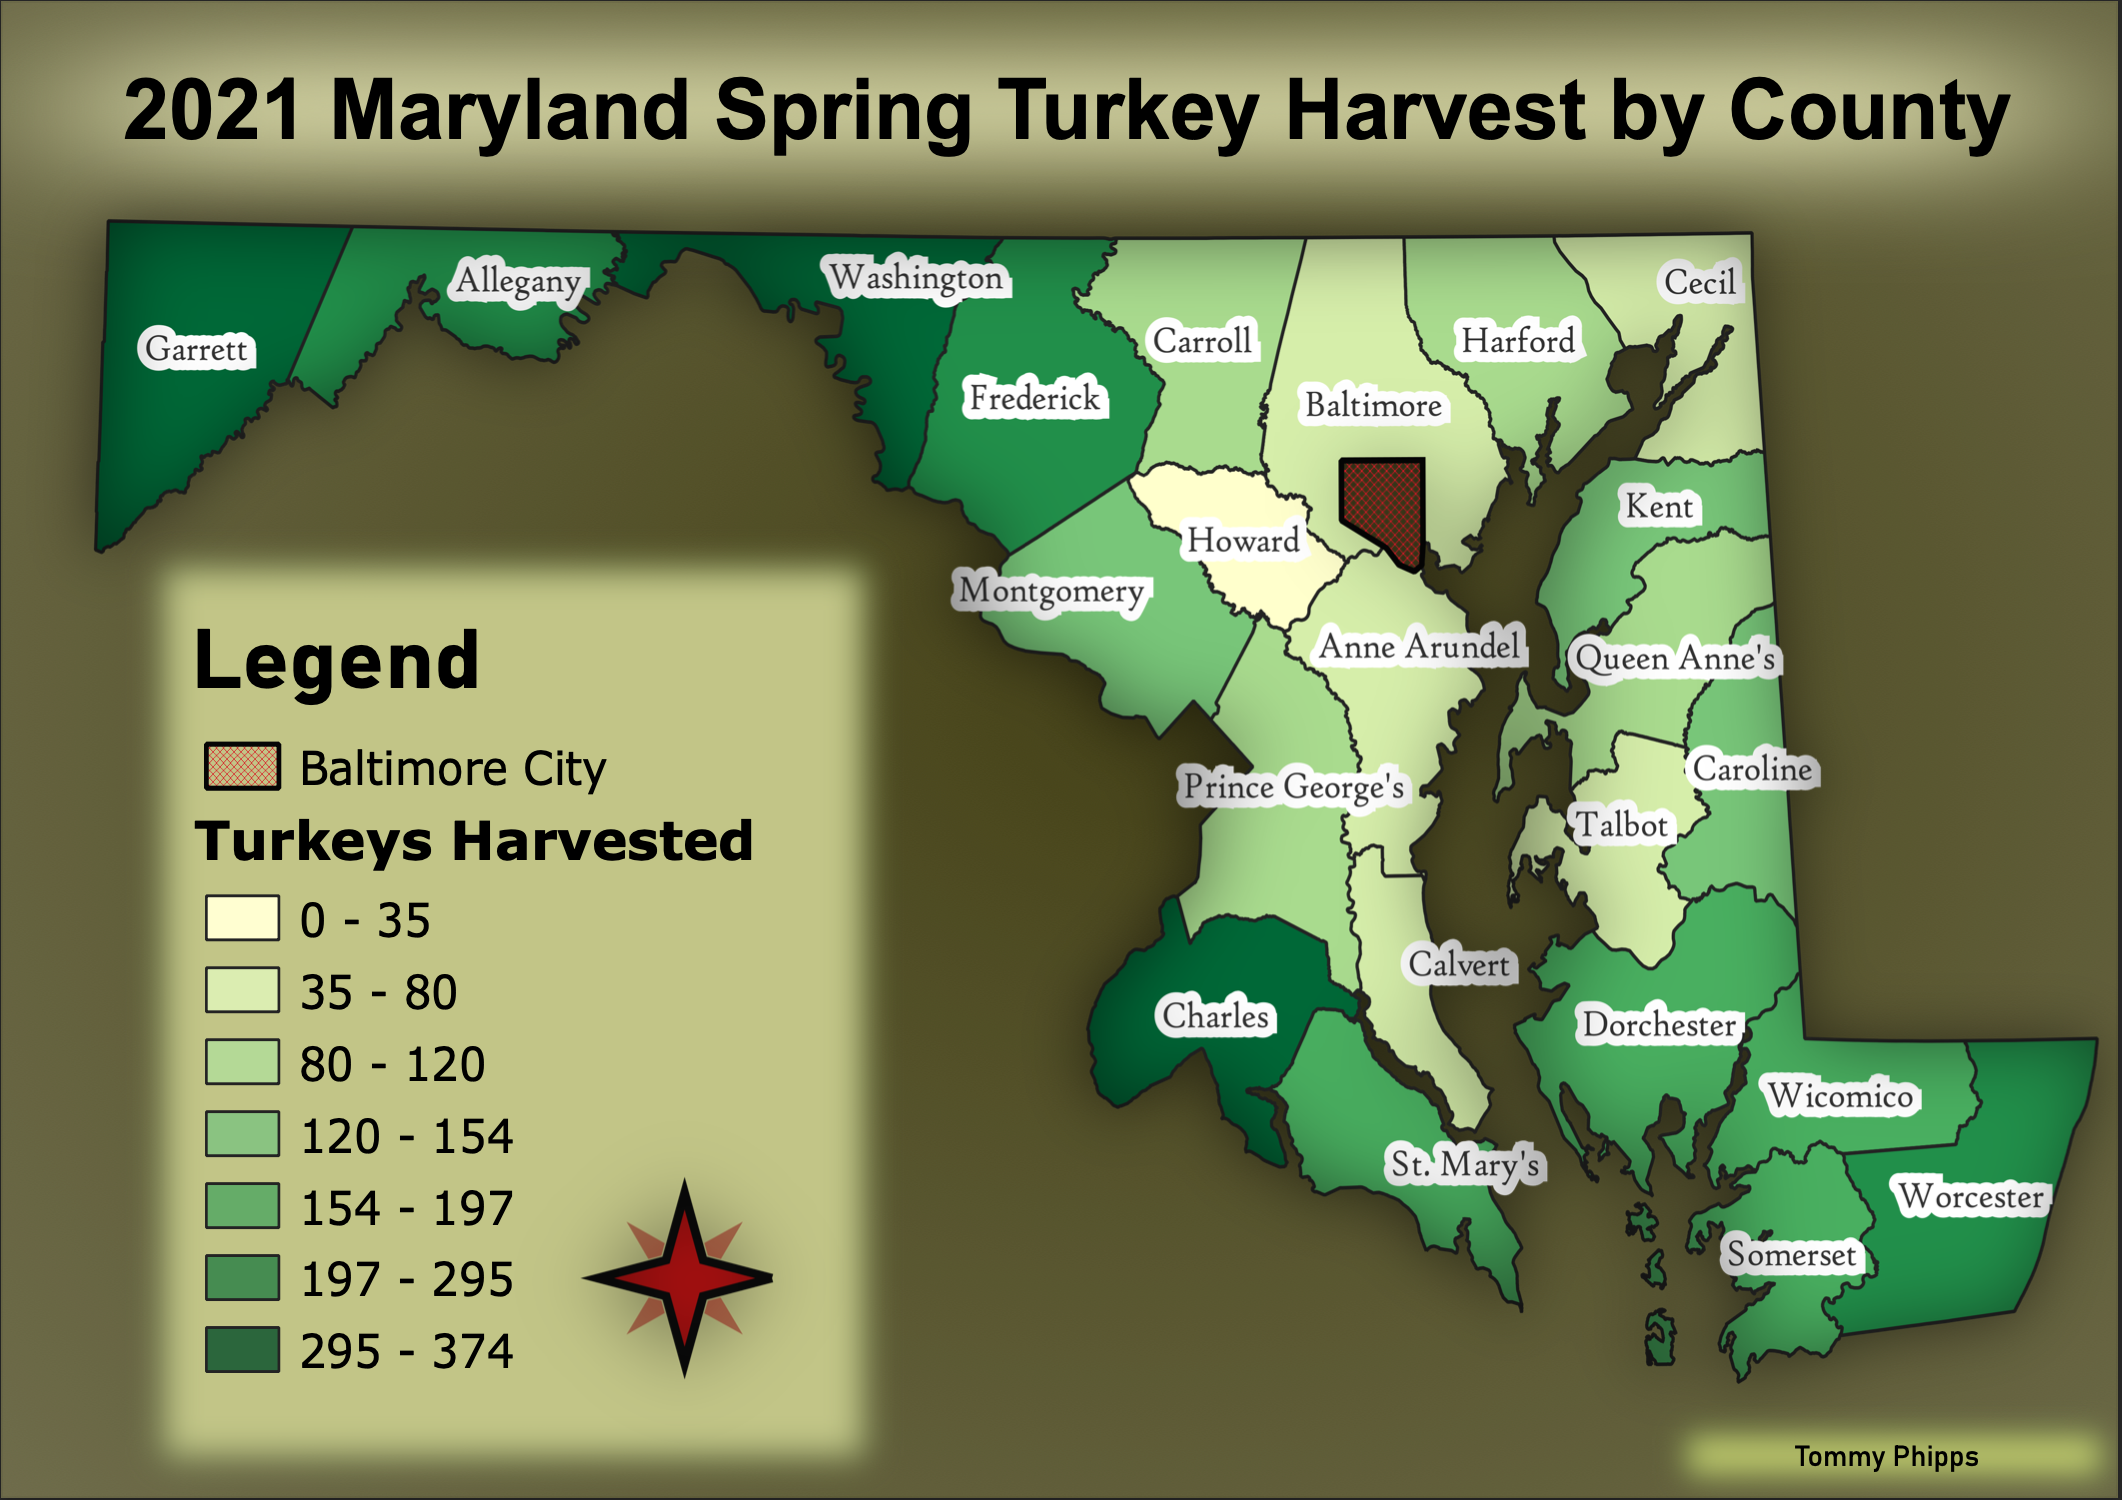 2021 Maryland Spring Turkey Harvest by County
Garrett
Allegany
Washington
Frederick
Carroll
Baltimore
Harford
Cecil
Howard
Montgomery
Kent
Anne Arundel
Queen Anne's
Prince George's
Caroline
Talbot
Calvert
Charles
Dorchester
Wicomico
St. Mary's
Worcester
Somerset
Legend
Baltimore City
Turkeys Harvested
0 - 35
35 - 80
80 - 120
120 - 154
154 - 197
197 - 295
295 - 374
Tommy Phipps